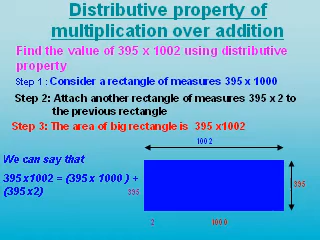 Distributive property of
multiplication over addition
Find the value of 395 x 1002 using distributive
property
Step 1 : Consider a rectangle of measures 395 x 1000
Step 2: Attach another rectangle of measures 395 x 2 to
the previous rectangle
Step 3: The area of big rectangle is 395 x1002
1002
We can say that
395 x1002 = (395 x 1000 ) +
(395 x2)
395
395
2 1000